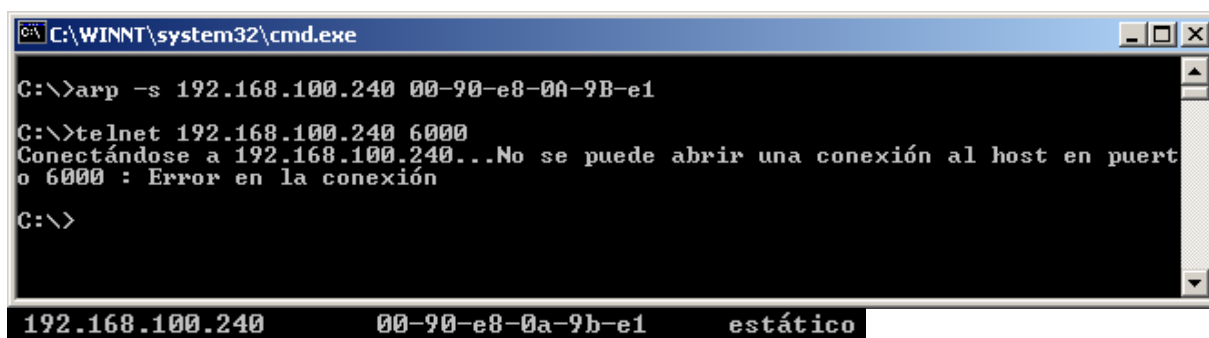 C:\WINNT\system32\cmd.exe
C:\>arp -s 192.168.100.240 00-90-e8-0A-9B-e1
C:\>telnet 192.168.100.240 6000
Conectándose a 192.168.100.240...No se puede abrir una conexión al host en puert
o 6000 : Error en la conexión
C:\>
192.168.100.240 00-90-e8-0a-9b-e1 estático